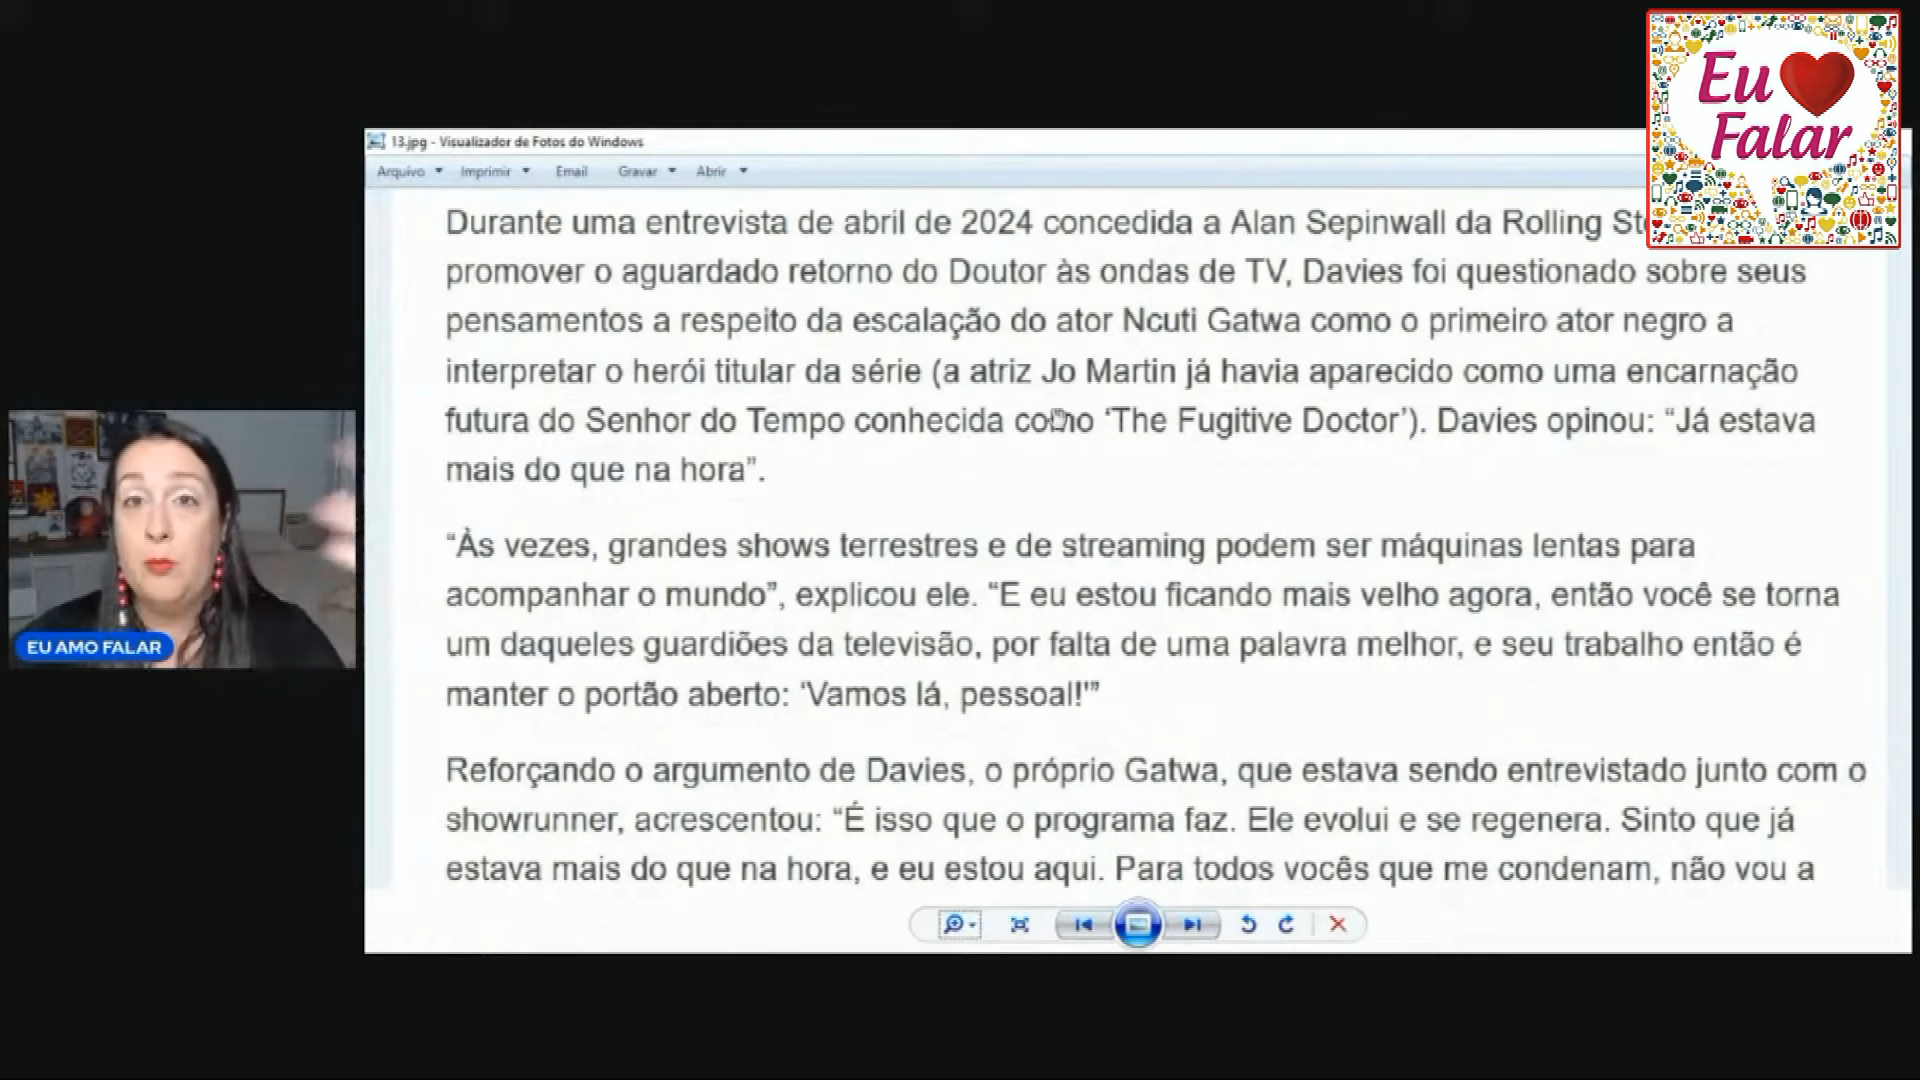 Eu
Falar
13.jpg - Visualizador de Fotos do Windows
Arquivo Imprimir Email Gravar Abrir
Durante uma entrevista de abril de 2024 concedida a Alan Sepinwall da Rolling
promover o aguardado retorno do Doutor às ondas de TV, Davies foi questionado sobre seus
pensamentos a respeito da escalação do ator Ncuti Gatwa como o primeiro ator negro a
interpretar o herói titular da série (a atriz Jo Martin já havia aparecido como uma encarnação
futura do Senhor do Tempo conhecida como ‘The Fugitive Doctor’). Davies opinou: “Já estava
mais do que na hora”.
“Às vezes, grandes shows terrestres e de streaming podem ser máquinas lentas para
acompanhar o mundo”, explicou ele. “E eu estou ficando mais velho agora, então você se torna
um daqueles guardiões da televisão, por falta de uma palavra melhor, e seu trabalho então é
manter o portão aberto: ‘Vamos lá, pessoal!'”
Reforçando o argumento de Davies, o próprio Gatwa, que estava sendo entrevistado junto com o
showrunner, acrescentou: “É isso que o programa faz. Ele evolui e se regenera. Sinto que já
estava mais do que na hora, e eu estou aqui. Para todos vocês que me condenam, não vou a
EU AMO FALAR